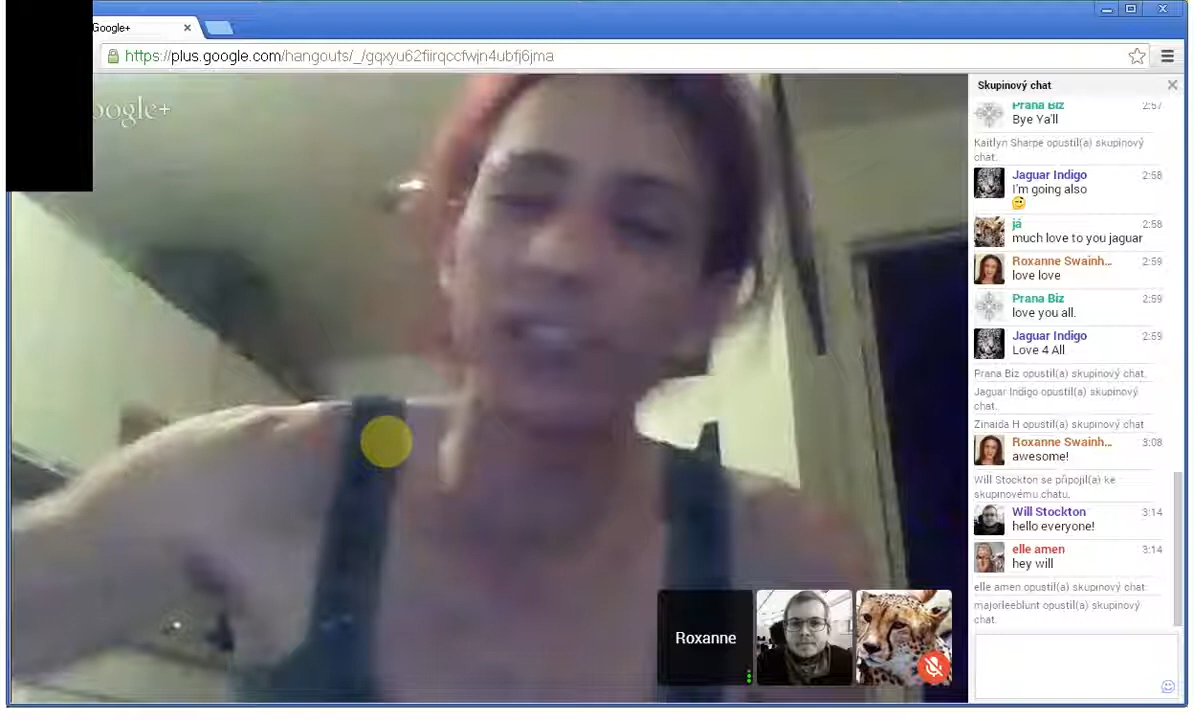 Google+
https://plus.google.com/hangouts/_/gqxyu62fiirqccfwjn4ubfj6jma
oogle+
Skupinový chat
Prana Biz 2:57
Bye Ya'll
Kaitlyn Sharpe opustil(a) skupinový
chat.
Jaguar Indigo 2:58
I'm going also
já 2:58
much love to you jaguar
Roxanne Swainh... 2:59
love love
Prana Biz 2:59
love you all.
Jaguar Indigo 2:59
Love 4 All
Prana Biz opustil(a) skupinový chat.
Jaguar Indigo opustil(a) skupinový
chat.
Zinaida H opustil(a) skupinový chat
Roxanne Swainh... 3:08
awesome!
Will Stockton se připojil(a) ke
skupinovému chatu.
Will Stockton 3:14
hello everyone!
elle amen 3:14
hey will
elle amen opustil(a) skupinový chat
majorleeblunt opustil(a) skupinový
chat.
Roxanne